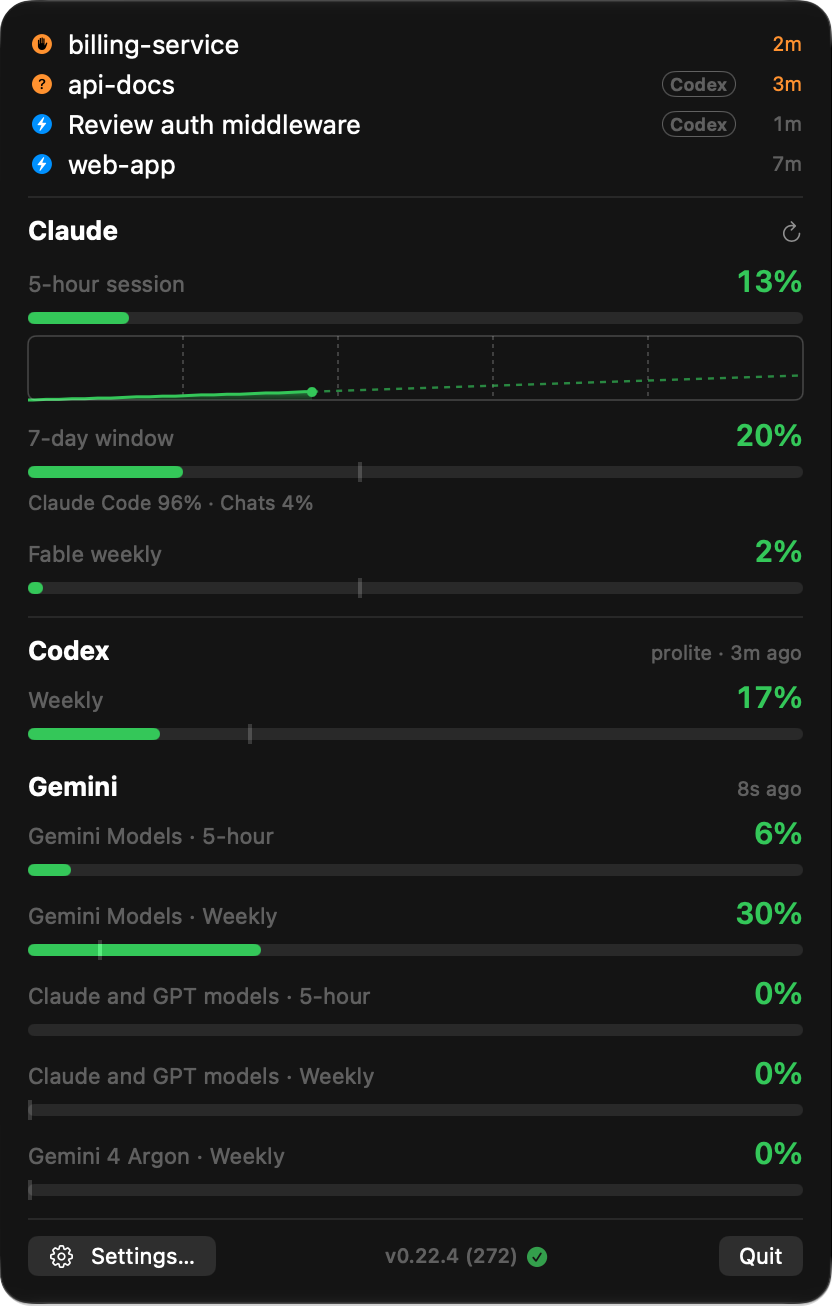 billing-service 2m
? api-docs Codex 3m
Review auth middleware Codex 1m
web-app 7m
Claude
5-hour session 13%
7-day window 20%
Claude Code 96% · Chats 4%
Fable weekly 2%
Codex prolite · 3m ago
Weekly 17%
Gemini 8s ago
Gemini Models · 5-hour 6%
Gemini Models · Weekly 30%
Claude and GPT models · 5-hour 0%
Claude and GPT models · Weekly 0%
Gemini 4 Argon · Weekly 0%
Settings... v0.22.4 (272) Quit